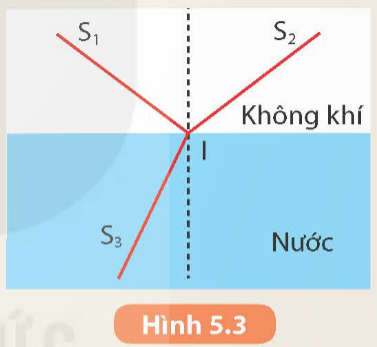 S₁
S₂
Không khí
I
S₃
Nước
Hình 5.3